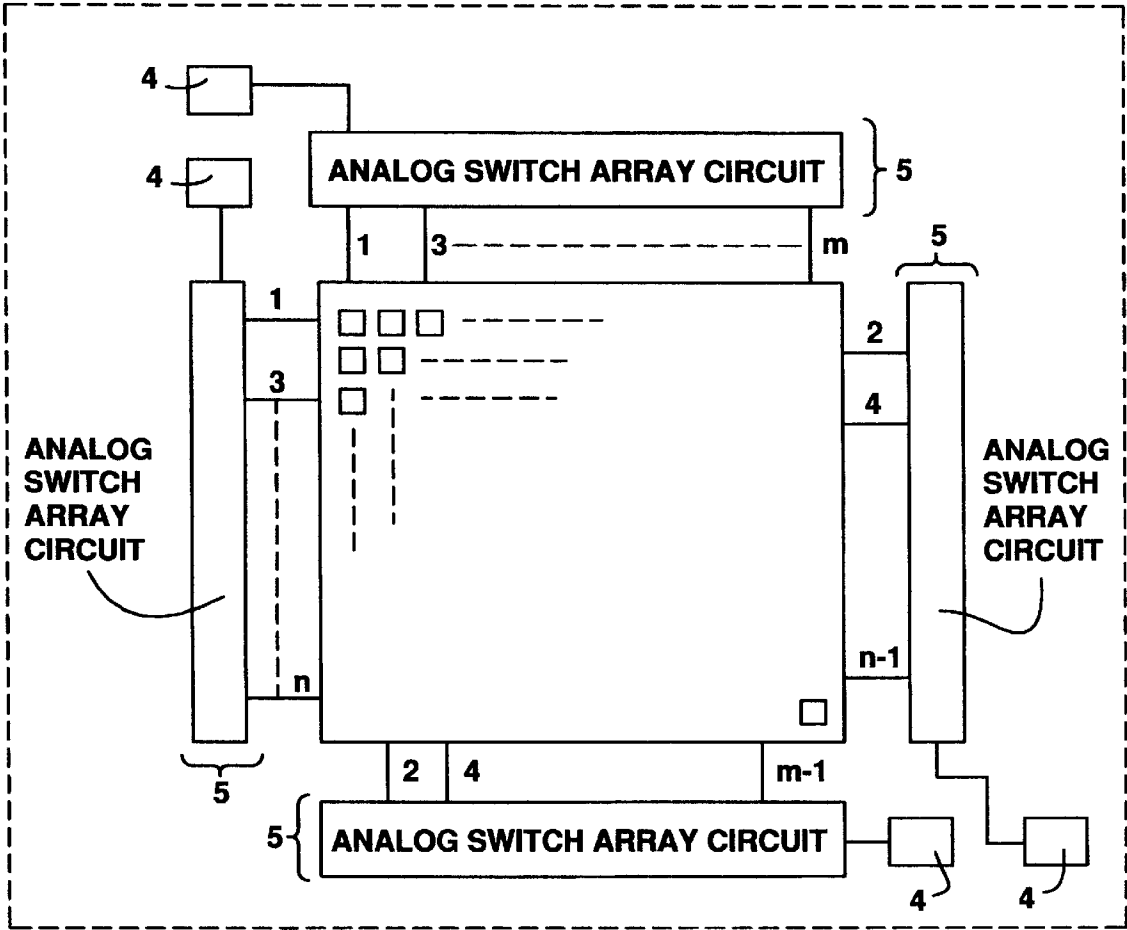 4
4
ANALOG SWITCH ARRAY CIRCUIT
5
1
3
m
5
1
2
3
4
ANALOG
SWITCH
ARRAY
CIRCUIT
ANALOG
SWITCH
ARRAY
CIRCUIT
n
n-1
5
2
4
m-1
5
ANALOG SWITCH ARRAY CIRCUIT
4
4